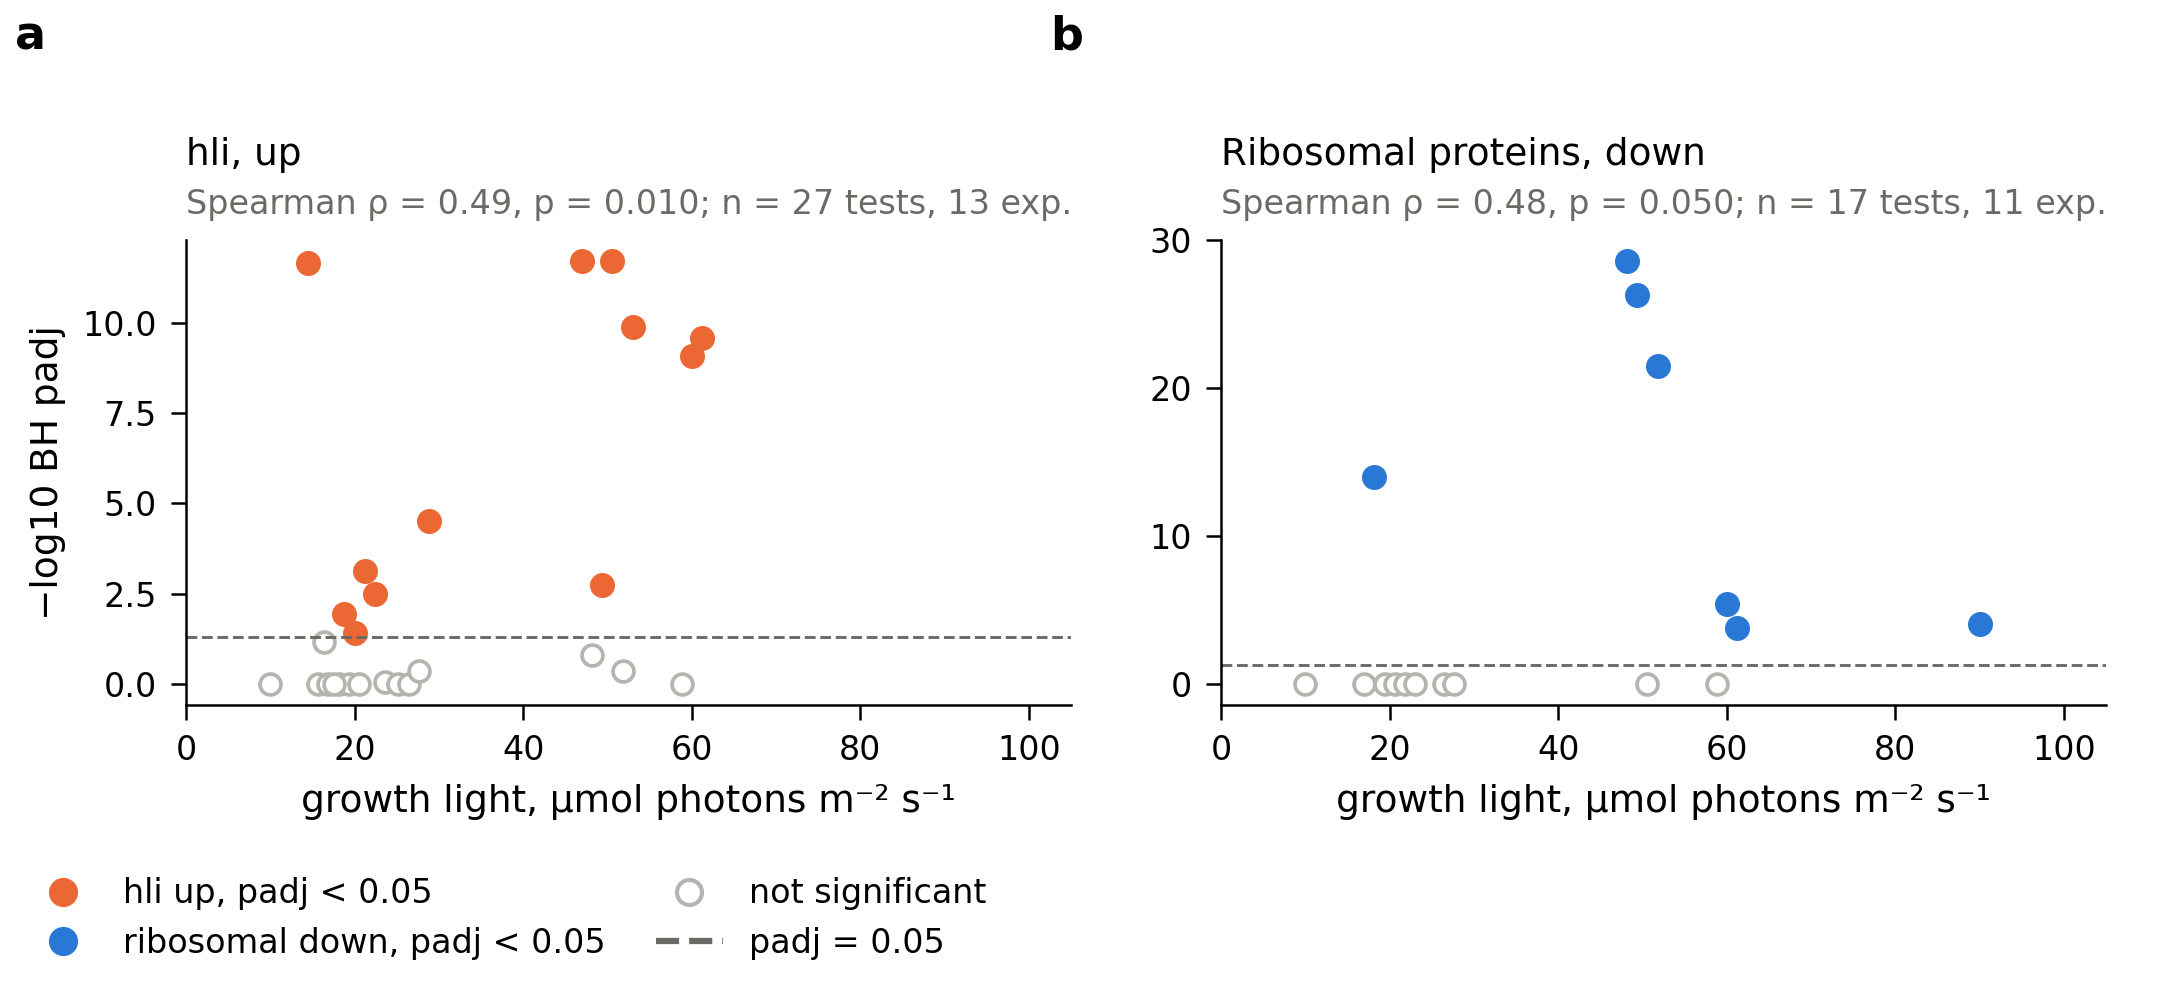 a
hli, up
Spearman ρ = 0.49, p = 0.010; n = 27 tests, 13 exp.
−log10 BH padj
10.0
7.5
5.0
2.5
0.0
0 20 40 60 80 100
growth light, µmol photons m⁻² s⁻¹
b
Ribosomal proteins, down
Spearman ρ = 0.48, p = 0.050; n = 17 tests, 11 exp.
30
20
10
0
0 20 40 60 80 100
growth light, µmol photons m⁻² s⁻¹
hli up, padj < 0.05
ribosomal down, padj < 0.05
not significant
padj = 0.05